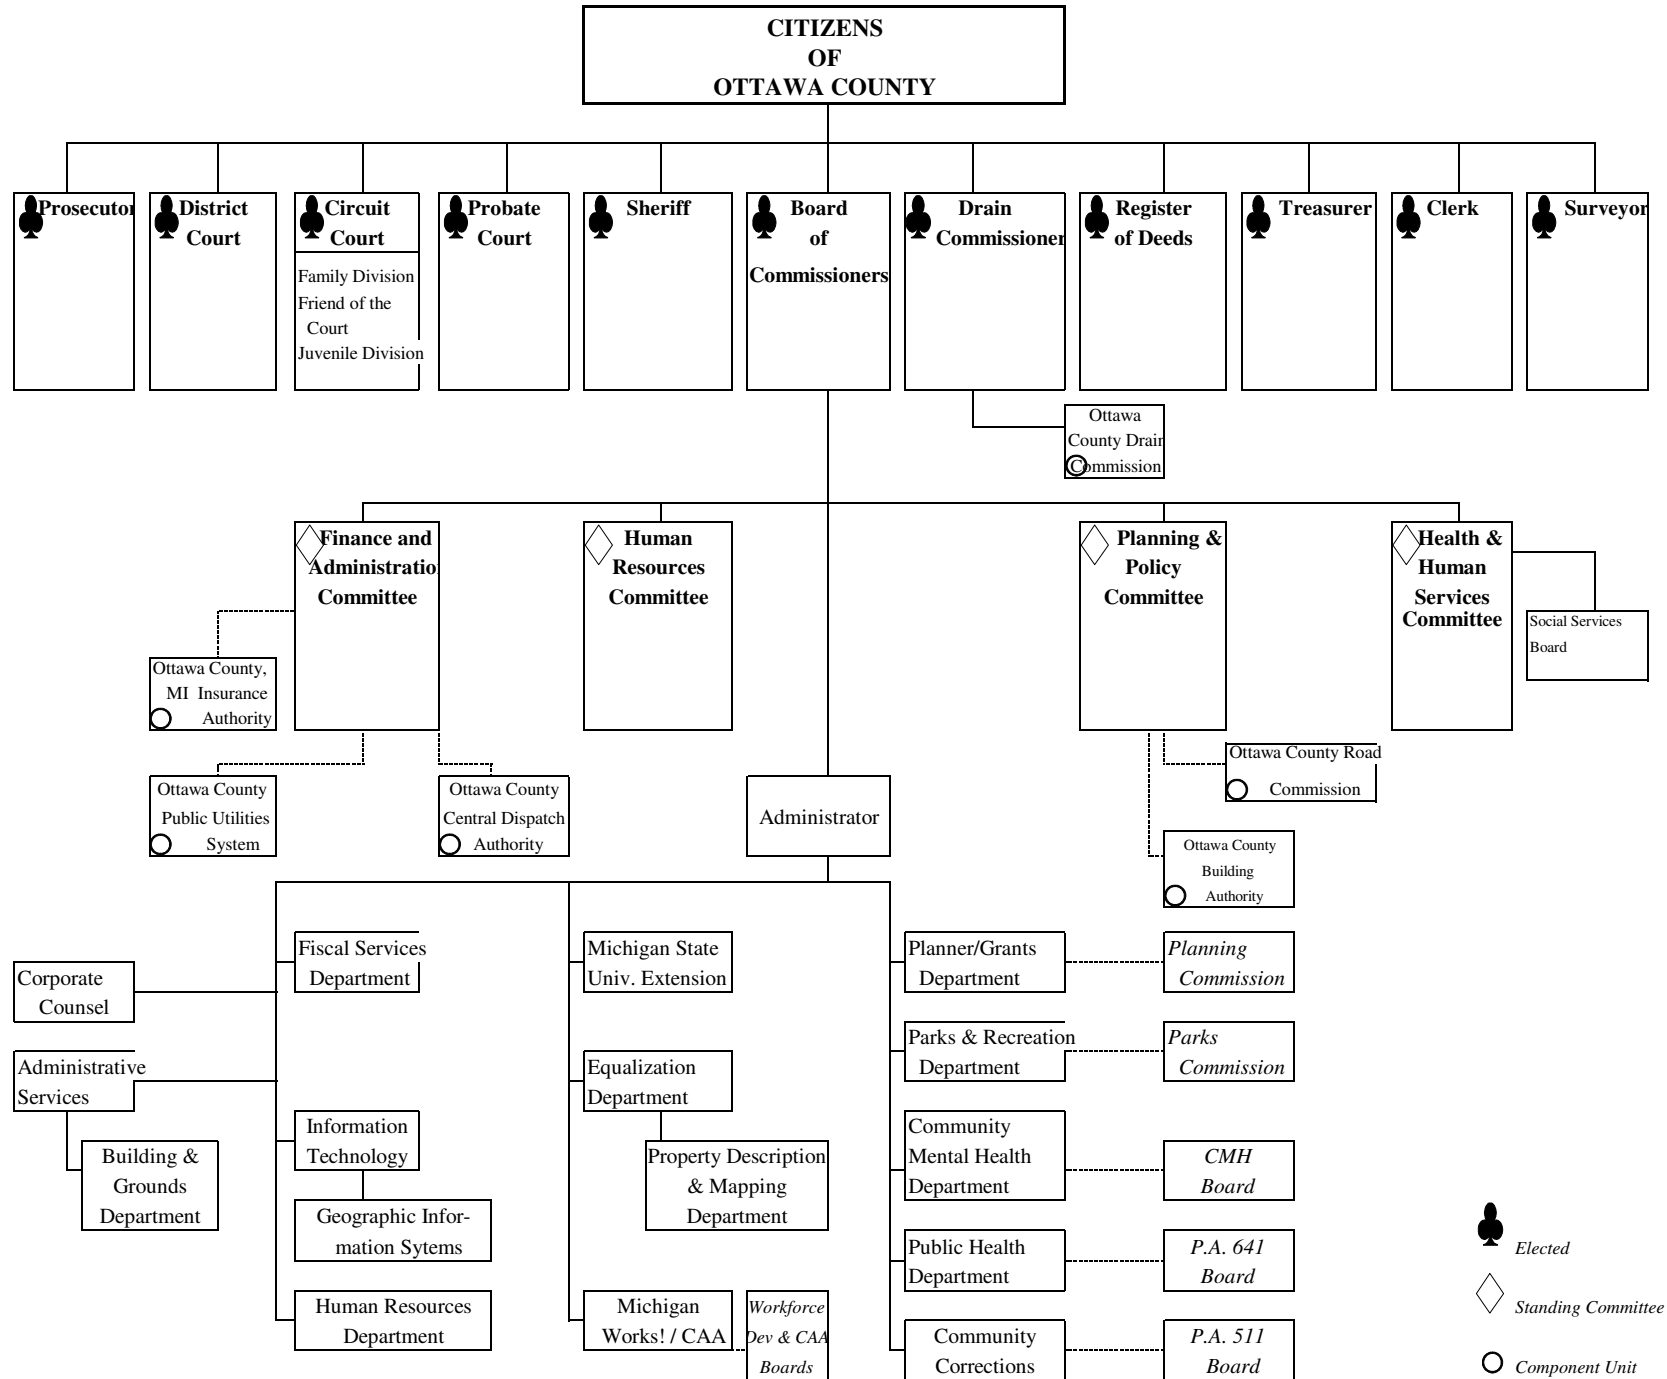 CITIZENS
OF
OTTAWA COUNTY
Prosecutor
District
Court
Circuit
Court
Family Division
Friend of the
Court
Juvenile Division
Probate
Court
Sheriff
Board
of
Commissioners
Drain
Commissioner
Register
of Deeds
Treasurer
Clerk
Surveyor
Ottawa
County Drain
Commission
Finance and
Administratio
Committee
Human
Resources
Committee
Planning &
Policy
Committee
Health &
Human
Services
Committee
Social Services
Board
Ottawa County,
MI Insurance
Authority
Ottawa County
Public Utilities
System
Ottawa County
Central Dispatch
Authority
Administrator
Ottawa County Road
Commission
Ottawa County
Building
Authority
Corporate
Counsel
Administrative
Services
Building &
Grounds
Department
Fiscal Services
Department
Information
Technology
Geographic Infor-
mation Sytems
Human Resources
Department
Michigan State
Univ. Extension
Equalization
Department
Property Description
& Mapping
Department
Michigan
Works! / CAA
Workforce
Dev & CAA
Boards
Planner/Grants
Department
Planning
Commission
Parks & Recreation
Department
Parks
Commission
Community
Mental Health
Department
CMH
Board
Public Health
Department
P.A. 641
Board
Community
Corrections
P.A. 511
Board
Elected
Standing Committee
Component Unit